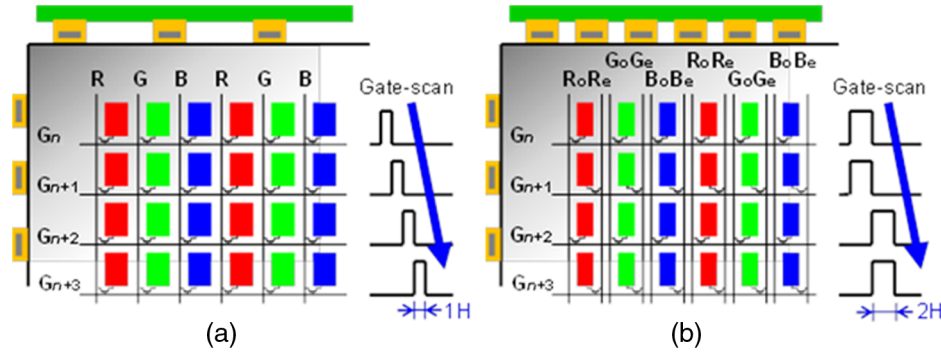 R G B R G B
Gate-scan
Gn
Gn+1
Gn+2
Gn+3
1H
(a)
GoGe BoBe
RoRe
RoRe BoBe GoGe
Gate-scan
Gn
Gn+1
Gn+2
Gn+3
2H
(b)